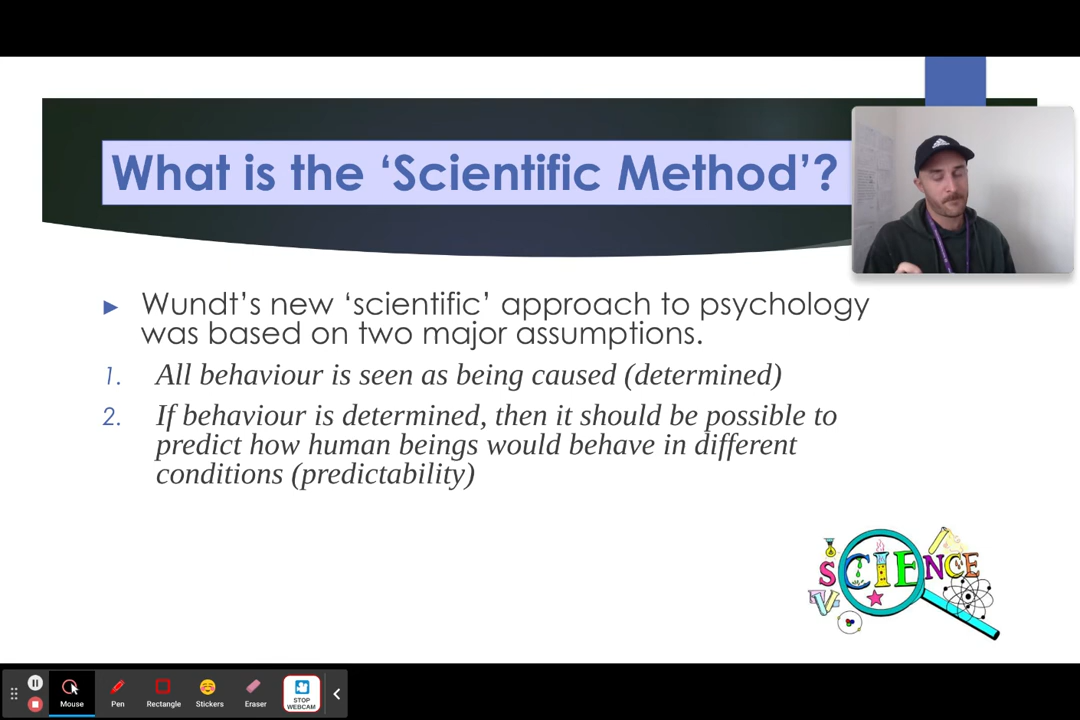 What is the ‘Scientific Method’?
► Wundt’s new ‘scientific’ approach to psychology
was based on two major assumptions.
1. All behaviour is seen as being caused (determined)
2. If behaviour is determined, then it should be possible to
predict how human beings would behave in different
conditions (predictability)
SCIENCE
Mouse
Pen
Rectangle
Stickers
Eraser
STOP
WEBCAM